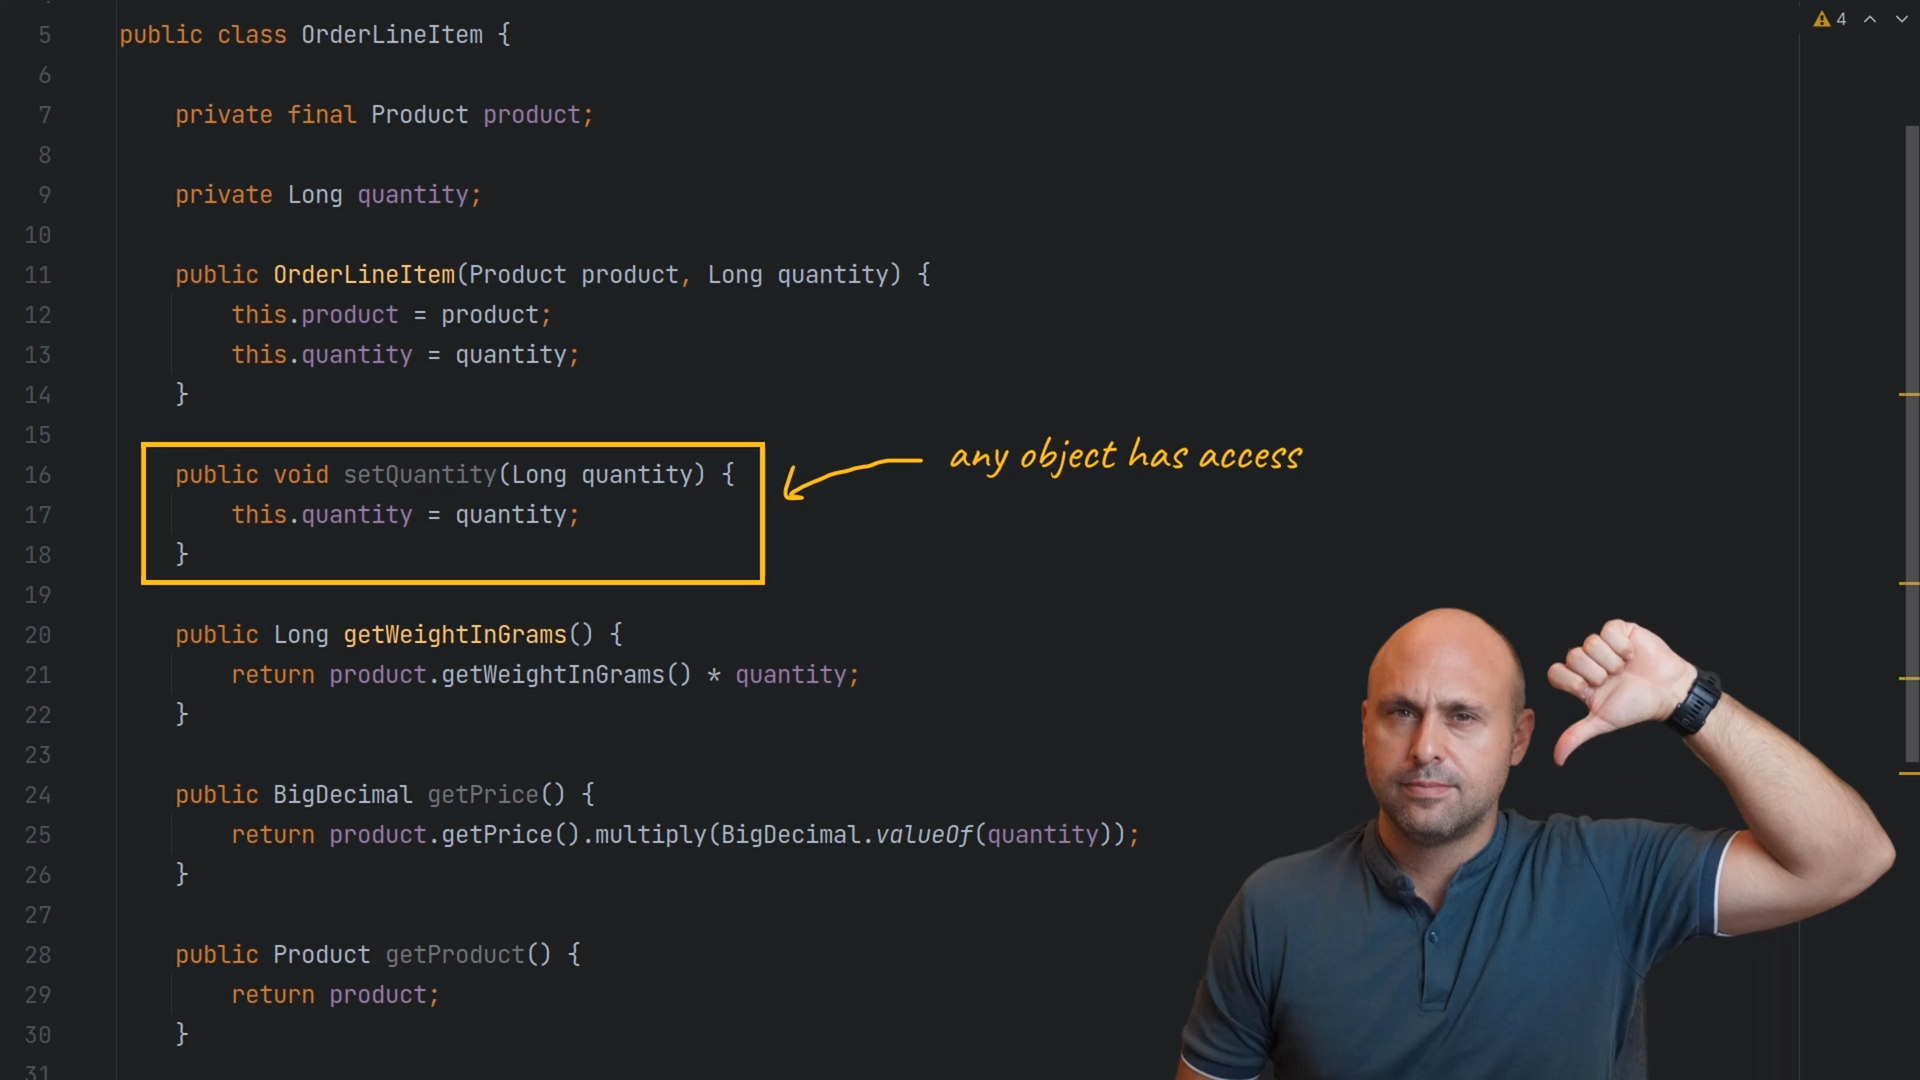 4
5 public class OrderLineItem {
6
7 private final Product product;
8
9 private Long quantity;
10
11 public OrderLineItem(Product product, Long quantity) {
12 this.product = product;
13 this.quantity = quantity;
14 }
15
16 public void setQuantity(Long quantity) {
any object has access
17 this.quantity = quantity;
18 }
19
20 public Long getWeightInGrams() {
21 return product.getWeightInGrams() * quantity;
22 }
23
24 public BigDecimal getPrice() {
25 return product.getPrice().multiply(BigDecimal.valueOf(quantity));
26 }
27
28 public Product getProduct() {
29 return product;
30 }
31